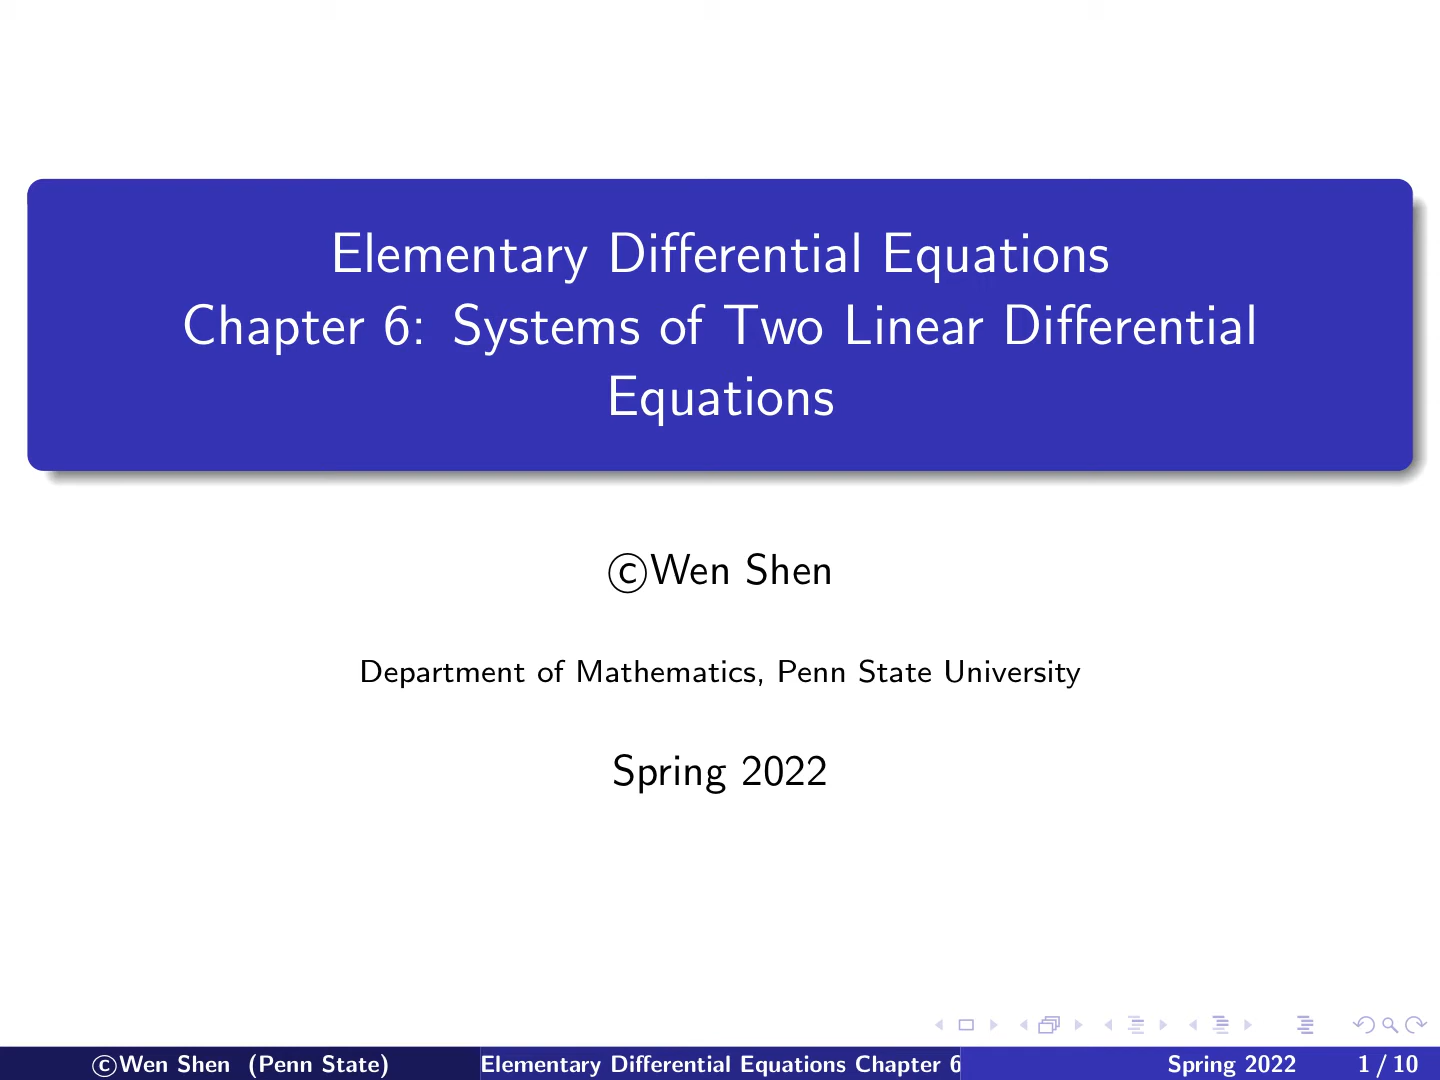 Elementary Differential Equations
Chapter 6: Systems of Two Linear Differential
Equations
©Wen Shen
Department of Mathematics, Penn State University
Spring 2022
©Wen Shen (Penn State)
Elementary Differential Equations Chapter 6
Spring 2022
1 / 10